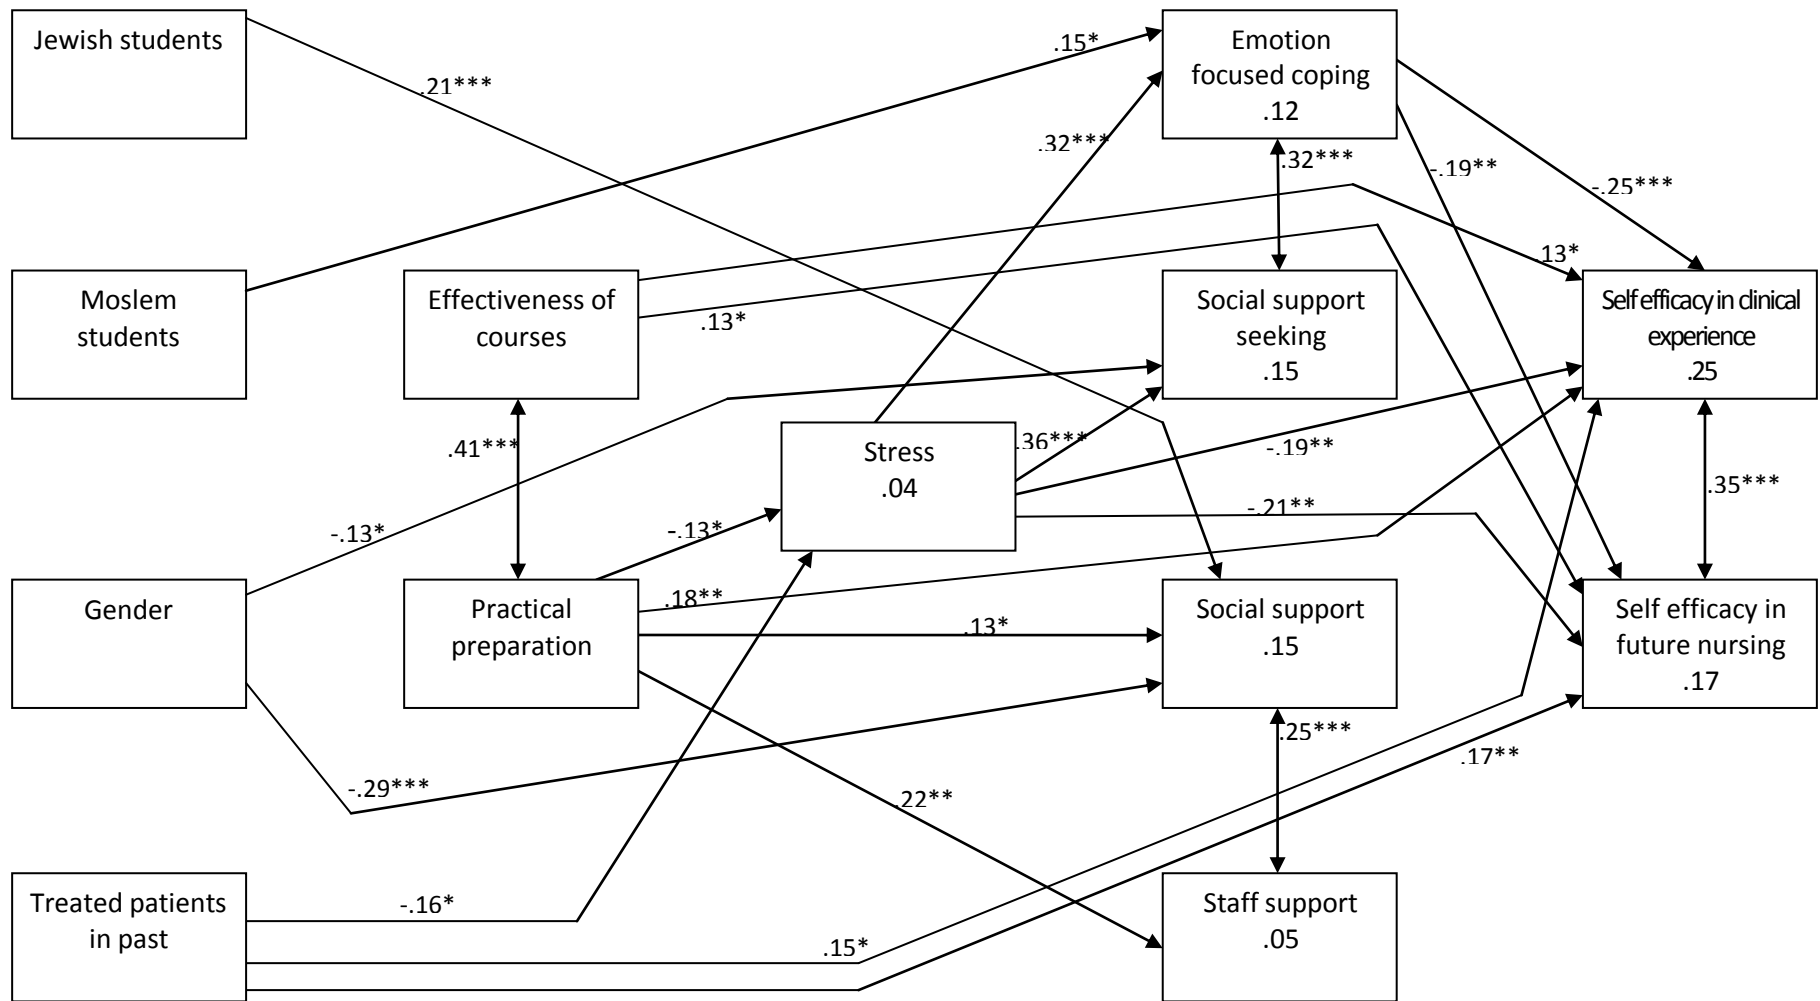 Jewish students
Emotion
focused coping
.12
.15*
.21***
.32***
.32***
-.19**
-.25***
.13*
Moslem
students
Effectiveness of
courses
.13*
Social support
seeking
.15
Self efficacy in clinical
experience
.25
.41***
Stress
.04
.36***
-.19**
-.21**
.35***
-.13*
-.13*
Gender
Practical
preparation
.18**
.13*
Social support
.15
Self efficacy in
future nursing
.17
-.29***
.22**
.25***
.17**
Treated patients
in past
-.16*
.15*
Staff support
.05